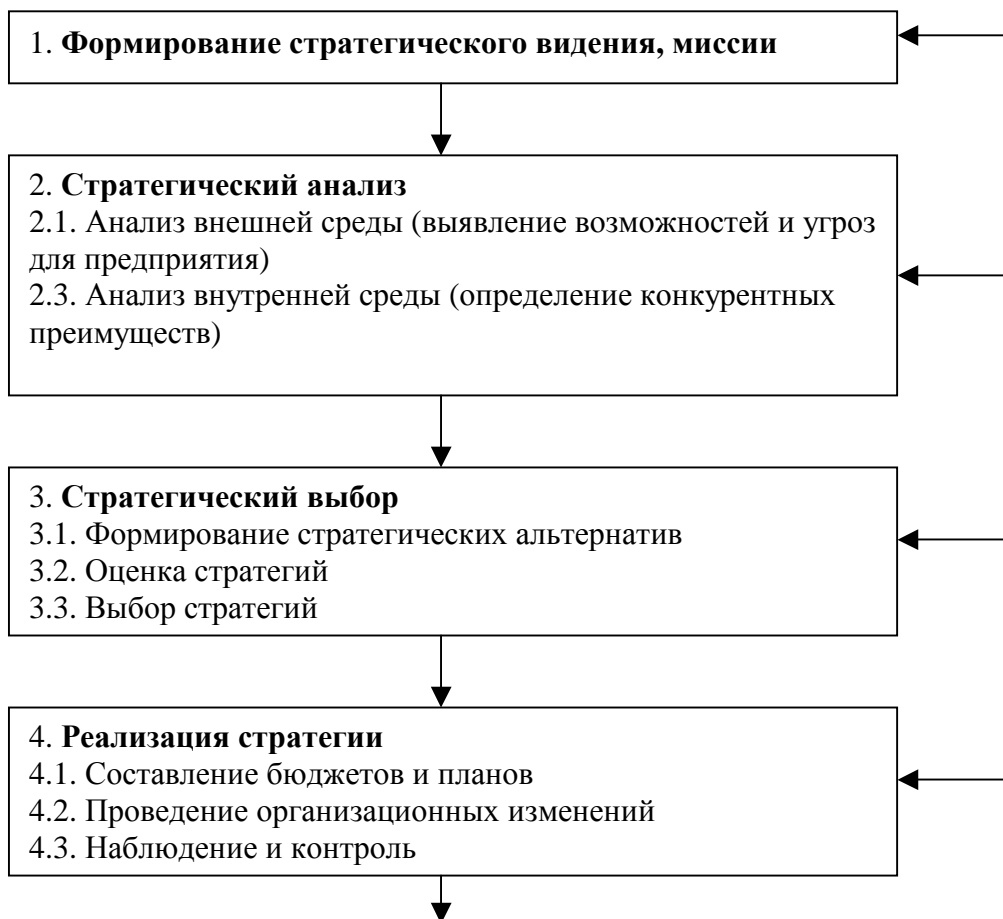 1. Формирование стратегического видения, миссии
2. Стратегический анализ
2.1. Анализ внешней среды (выявление возможностей и угроз
для предприятия)
2.3. Анализ внутренней среды (определение конкурентных
преимуществ)
3. Стратегический выбор
3.1. Формирование стратегических альтернатив
3.2. Оценка стратегий
3.3. Выбор стратегий
4. Реализация стратегии
4.1. Составление бюджетов и планов
4.2. Проведение организационных изменений
4.3. Наблюдение и контроль